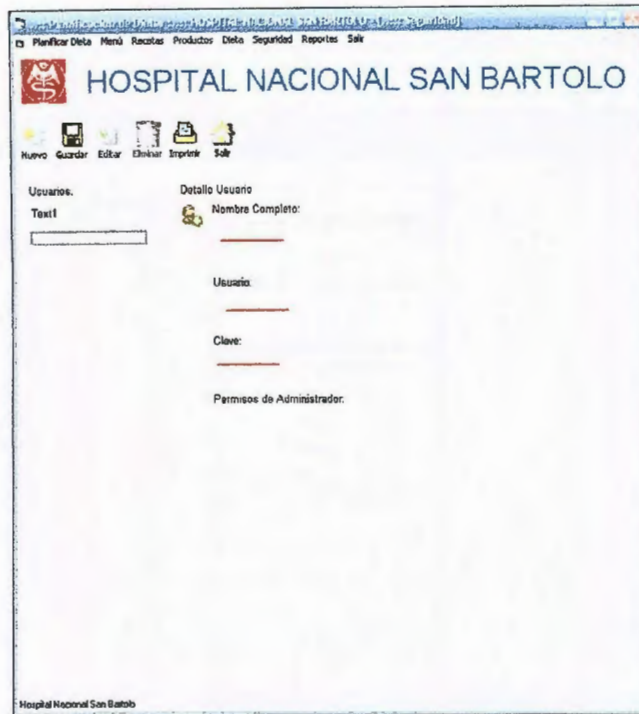 Planificar Dieta Menú Recetas Productos Dieta Seguridad Reportes Salir
HOSPITAL NACIONAL SAN BARTOLO
Nuevo Guardar Editar Eliminar Imprimir Salir
Usuarios:
Text1
Detalle Usuario
Nombre Completo:
Usuario:
Clave:
Permisos de Administrador:
Hospital Nacional San Bartolo